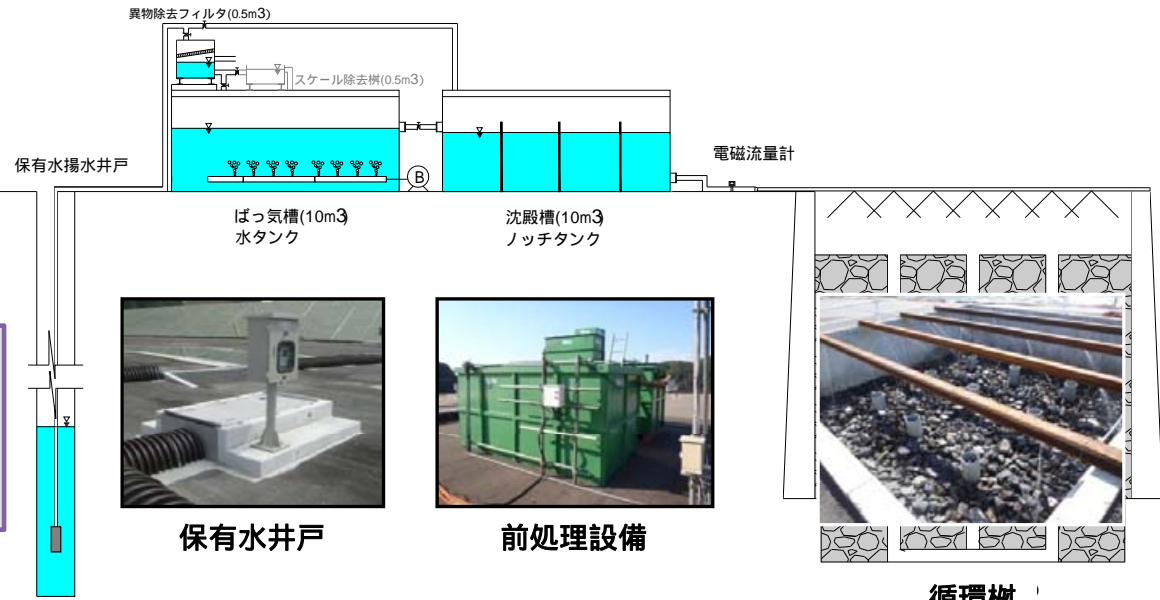 異物除去フィルタ(0.5m3)
スケール除去桝(0.5m3)
保有水揚水井戸
電磁流量計
B
ばっ気槽(10m3)
水タンク
沈殿槽(10m3)
ノッチタンク
保有水井戸
前処理設備
循環桝